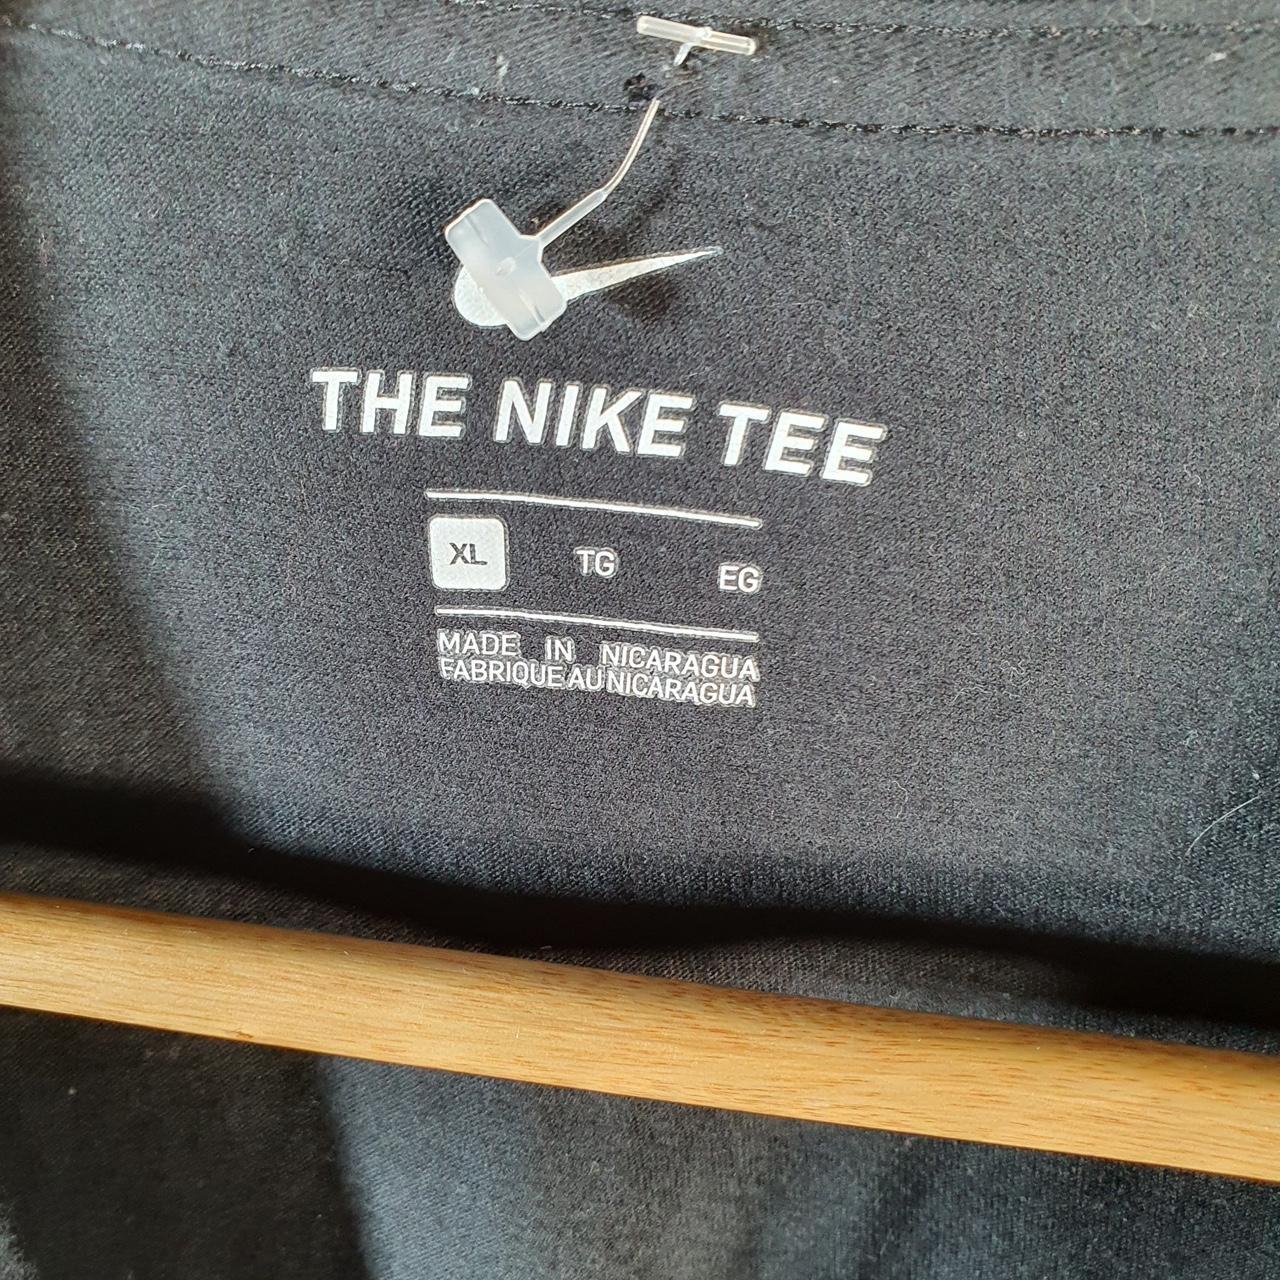 THE NIKE TEE
XL TG EG
MADE IN NICARAGUA
FABRIQUE AU NICARAGUA